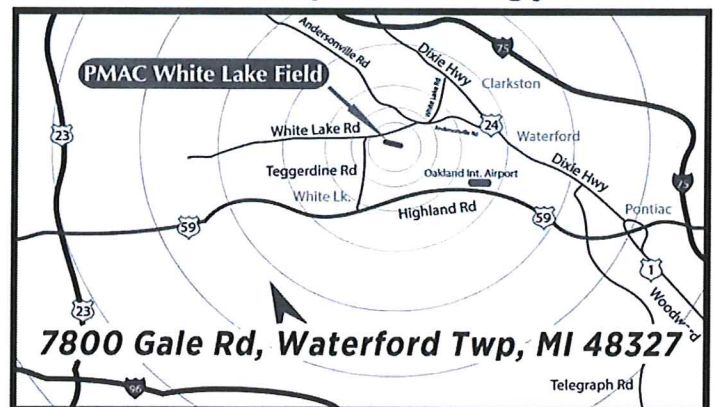 Andersonville Rd
Dixie Hwy
75
PMAC White Lake Field
Clarkston
White Lake Rd
23
Andersonville Rd
24
White Lake Rd
Waterford
Teggerdine Rd
Dixie Hwy
Oakland Int. Airport
75
White Lk.
Highland Rd
Pontiac
59
59
1
Woodward
23
7800 Gale Rd, Waterford Twp, MI 48327
96
Telegraph Rd